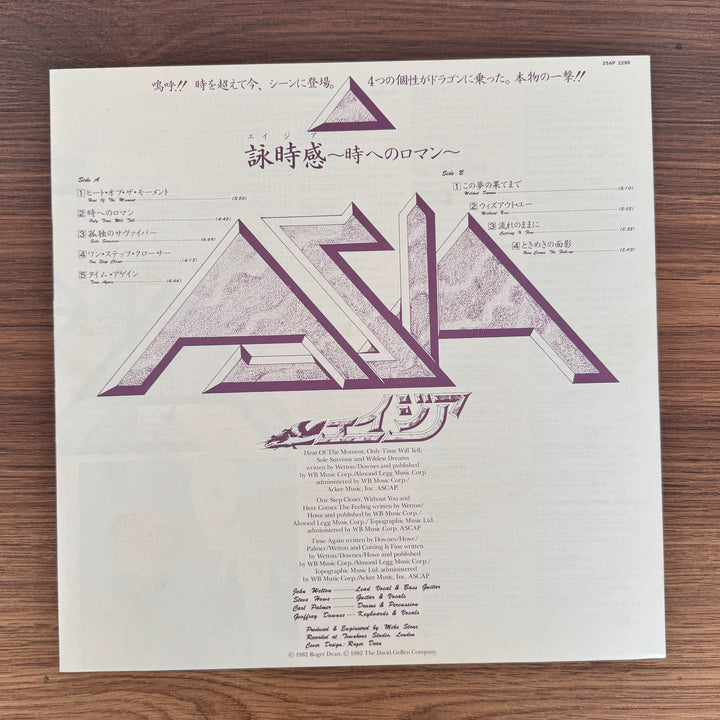 25AP 2299
嗚呼!! 時を超えて今、シーンに登場。 4つの個性がドラゴンに乗った。本物の一撃!!
エイジア
詠時感〜時へのロマン〜
Side A
1 ヒート・オブ・ザ・モーメント
Heat Of The Moment (3:50)
2 時へのロマン
Only Time Will Tell (4:45)
3 孤独のサヴァイバー
Sole Survivor (4:49)
4 ワン・ステップ・クローサー
One Step Closer (4:18)
5 タイム・アゲイン
Time Again (4:46)
Side B
1 この夢の果てまで
Wildest Dreams (5:10)
2 ウィズアウト・ユー
Without You (5:05)
3 流れのままに
Cutting It Fine (5:38)
4 ときめきの面影
Here Comes The Feeling (5:43)
ASIA
エイジア
Heat Of The Moment, Only Time Will Tell,
Sole Survivor and Wildest Dreams
written by Wetton/Downes and published
by WB Music Corp./Almond Legg Music Corp.
administered by WB Music Corp./
Ackee Music, Inc. ASCAP.
One Step Closer, Without You and
Here Comes The Feeling written by Wetton/
Howe and published by WB Music Corp./
Almond Legg Music Corp./Topographic Music Ltd.
administered by WB Music Corp. ASCAP.
Time Again written by Downes/Howe/
Palmer/Wetton and Cutting It Fine written
by Wetton/Downes/Howe and published
by WB Music Corp./Almond Legg Music Corp./
Topographic Music Ltd. administered
by WB Music Corp./Ackee Music, Inc. ASCAP.
John Wetton — Lead Vocal & Bass Guitar
Steve Howe — Guitar & Vocals
Carl Palmer — Drums & Percussion
Geoffrey Downes — Keyboards & Vocals
Produced & Engineered by Mike Stone
Recorded at Townhouse Studio, London
Cover Design: Roger Dean
© 1982 Roger Dean. © 1982 The David Geffen Company.